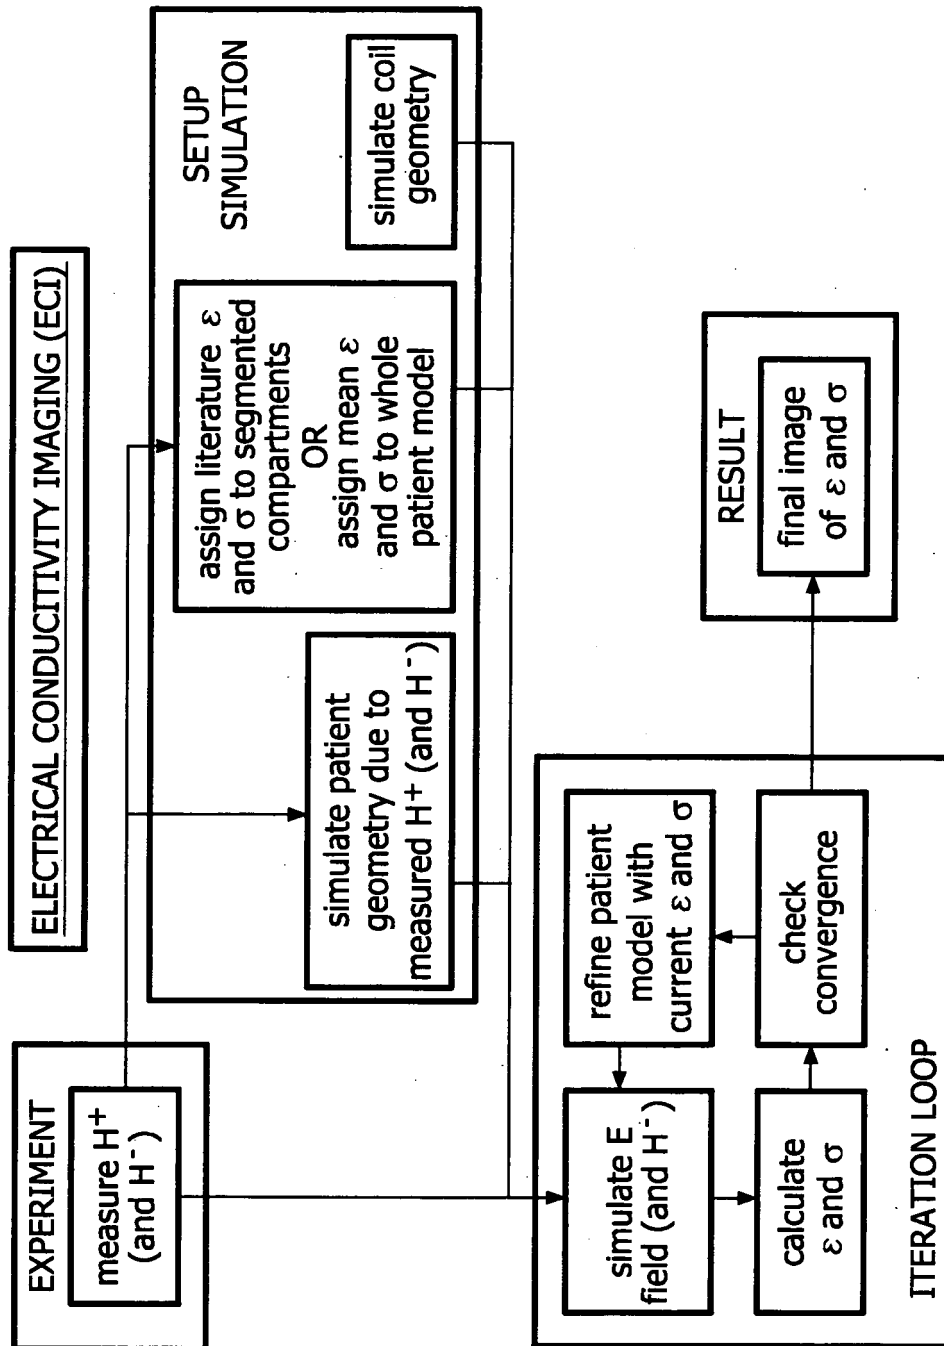 ELECTRICAL CONDUCITIVITY IMAGING (ECI)
EXPERIMENT
measure H+
(and H-)
SETUP
SIMULATION
simulate patient
geometry due to
measured H+ (and H-)
assign literature ε
and σ to segmented
compartments
OR
assign mean ε
and σ to whole
patient model
simulate coil
geometry
simulate E
field (and H-)
refine patient
model with
current ε and σ
calculate
ε and σ
check
convergence
ITERATION LOOP
RESULT
final image
of ε and σ